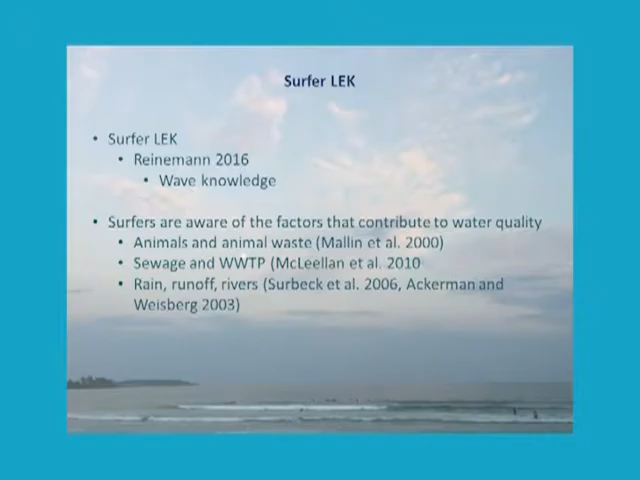 Surfer LEK
• Surfer LEK
• Reinemann 2016
• Wave knowledge
• Surfers are aware of the factors that contribute to water quality
• Animals and animal waste (Mallin et al. 2000)
• Sewage and WWTP (McLeellan et al. 2010
• Rain, runoff, rivers (Surbeck et al. 2006, Ackerman and
Weisberg 2003)